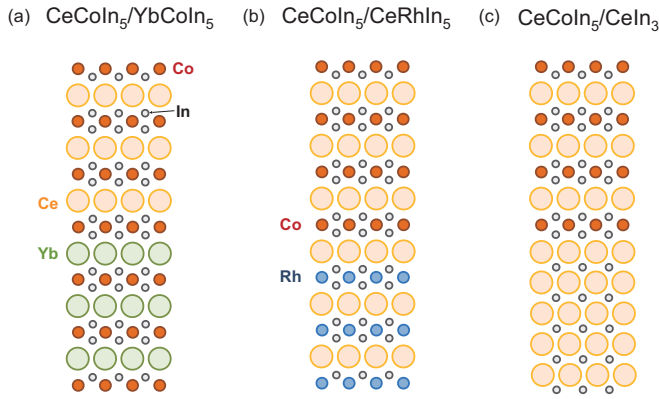 (a) CeCoIn₅/YbCoIn₅
(b) CeCoIn₅/CeRhIn₅
(c) CeCoIn₅/CeIn₃
Co
In
Ce
Yb
Co
Rh